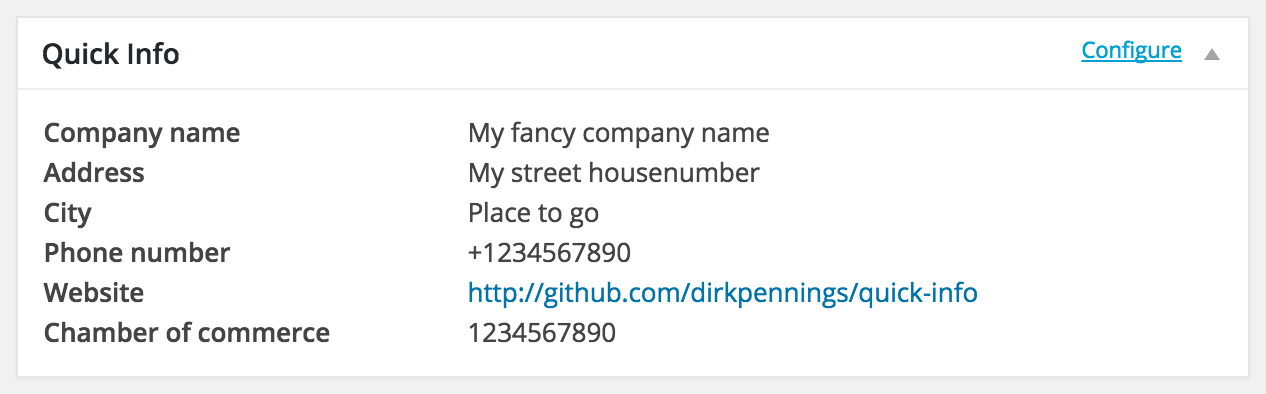 Quick Info Configure
Company name My fancy company name
Address My street housenumber
City Place to go
Phone number +1234567890
Website http://github.com/dirkpennings/quick-info
Chamber of commerce 1234567890